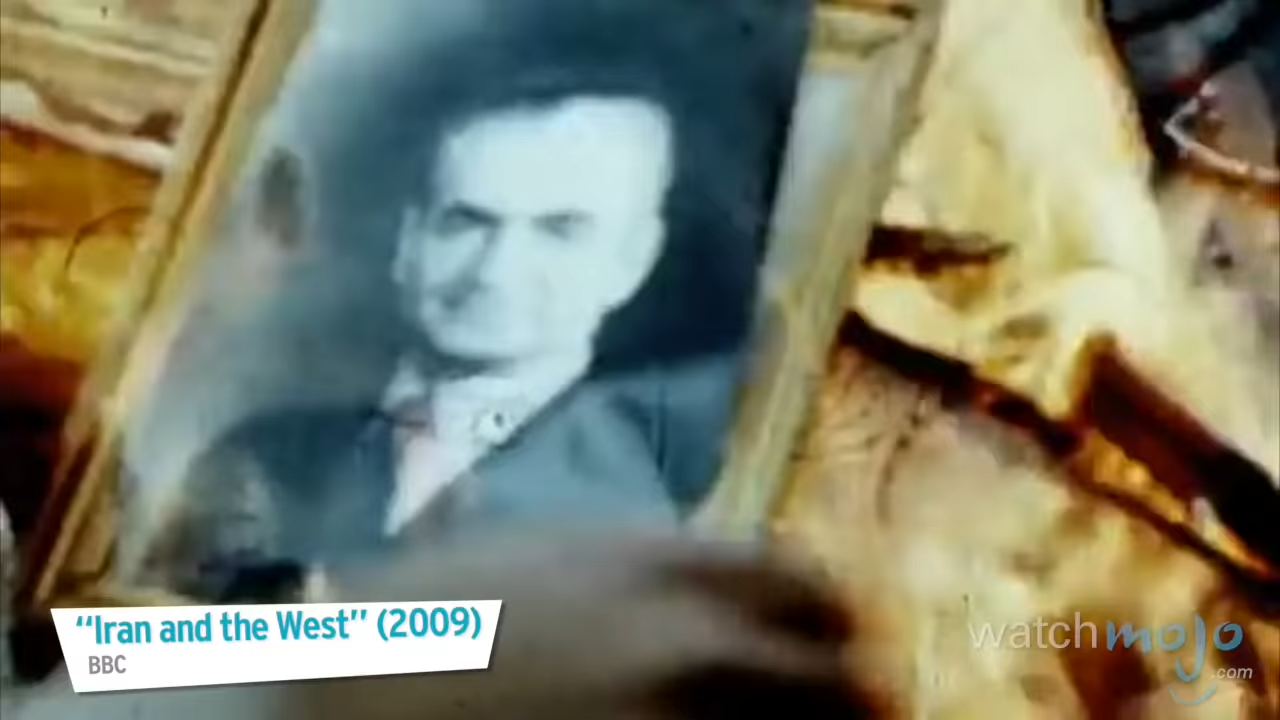 “Iran and the West” (2009)
BBC
watchmojo
.com